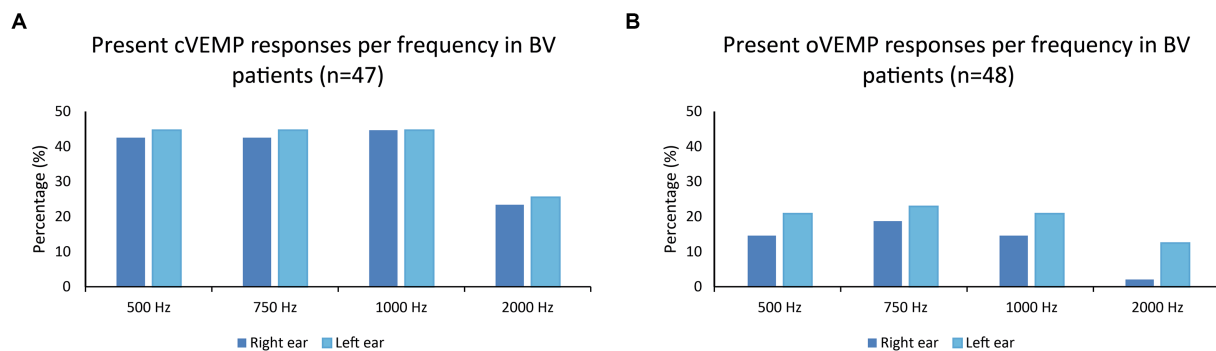 A
Present cVEMP responses per frequency in BV
patients (n=47)
Percentage (%)
50
40
30
20
10
0
500 Hz 750 Hz 1000 Hz 2000 Hz
Right ear Left ear
B
Present oVEMP responses per frequency in BV
patients (n=48)
Percentage (%)
50
40
30
20
10
0
500 Hz 750 Hz 1000 Hz 2000 Hz
Right ear Left ear